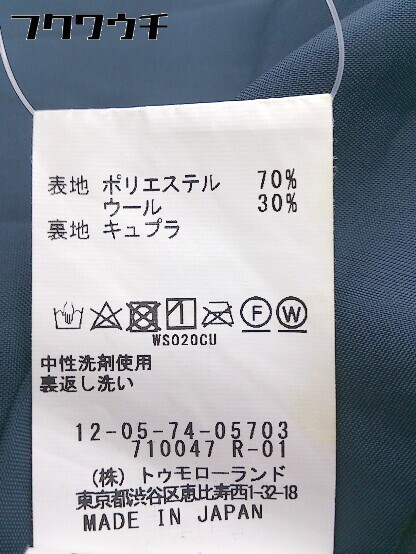 フクワウチ
表地 ポリエステル 70%
ウール 30%
裏地 キュプラ
F W
WS020CU
中性洗剤使用
裏返し洗い
12-05-74-05703
710047 R-01
(株) トゥモローランド
東京都渋谷区恵比寿西1-32-18
MADE IN JAPAN